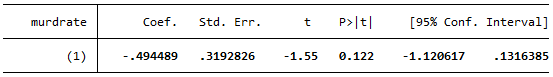 murdrate Coef. Std. Err. t P>|t| [95% Conf. Interval]
(1) -.494489 .3192826 -1.55 0.122 -1.120617 .1316385